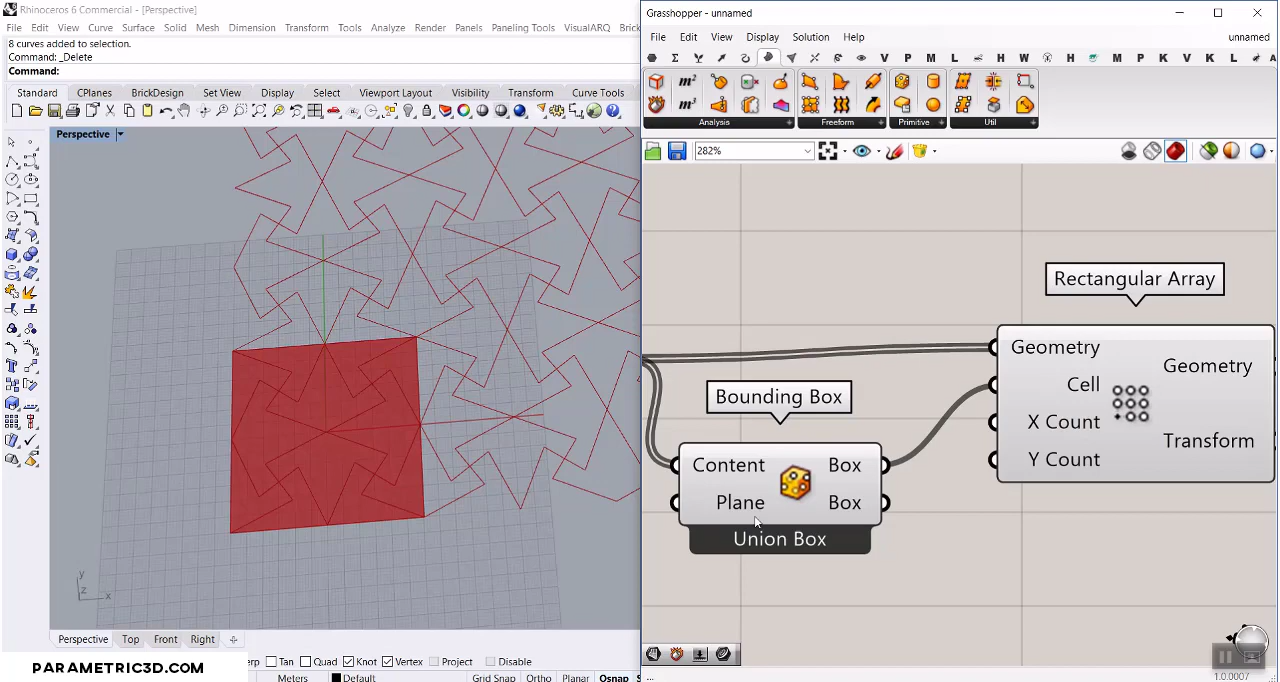 Rhinoceros 6 Commercial - [Perspective]
File Edit View Curve Surface Solid Mesh Dimension Transform Tools Analyze Render Panels Paneling Tools VisualARQ Brick
8 curves added to selection.
Command: _Delete
Command:
Standard CPlanes BrickDesign Set View Display Select Viewport Layout Visibility Transform Curve Tools
Perspective
y
z
x
Perspective Top Front Right
erp Tan Quad Knot Vertex Project Disable
Meters Default Grid Snap Ortho Planar Osnap S
PARAMETRIC3D.COM
Grasshopper - unnamed
File Edit View Display Solution Help unnamed
V P M L H W H M P K V K L A
m²
m³
Analysis Freeform Primitive Util
282%
Rectangular Array
Geometry
Cell
X Count
Y Count
Geometry
Transform
Bounding Box
Content Box
Plane Box
Union Box
...
1.0.0007